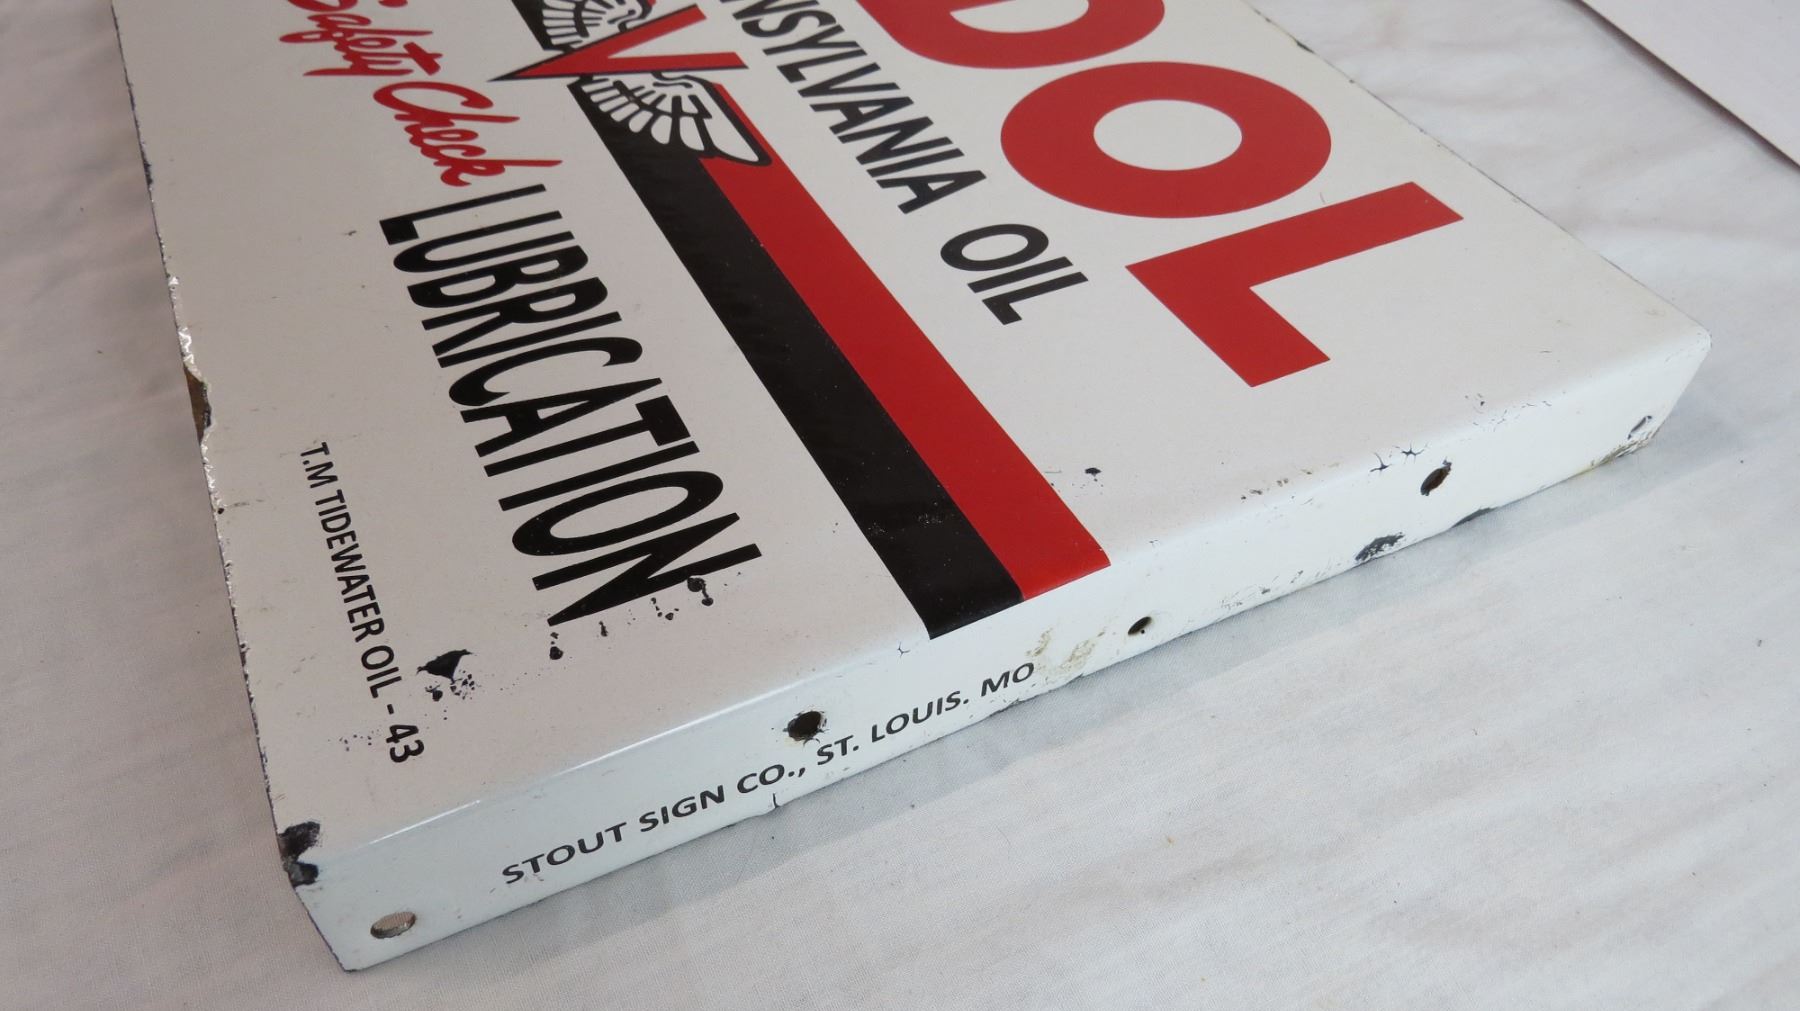 DOL
NSYLVANIA OIL
V
Safety Check
LUBRICATION
T.M TIDEWATER OIL - 43
STOUT SIGN CO., ST. LOUIS. MO